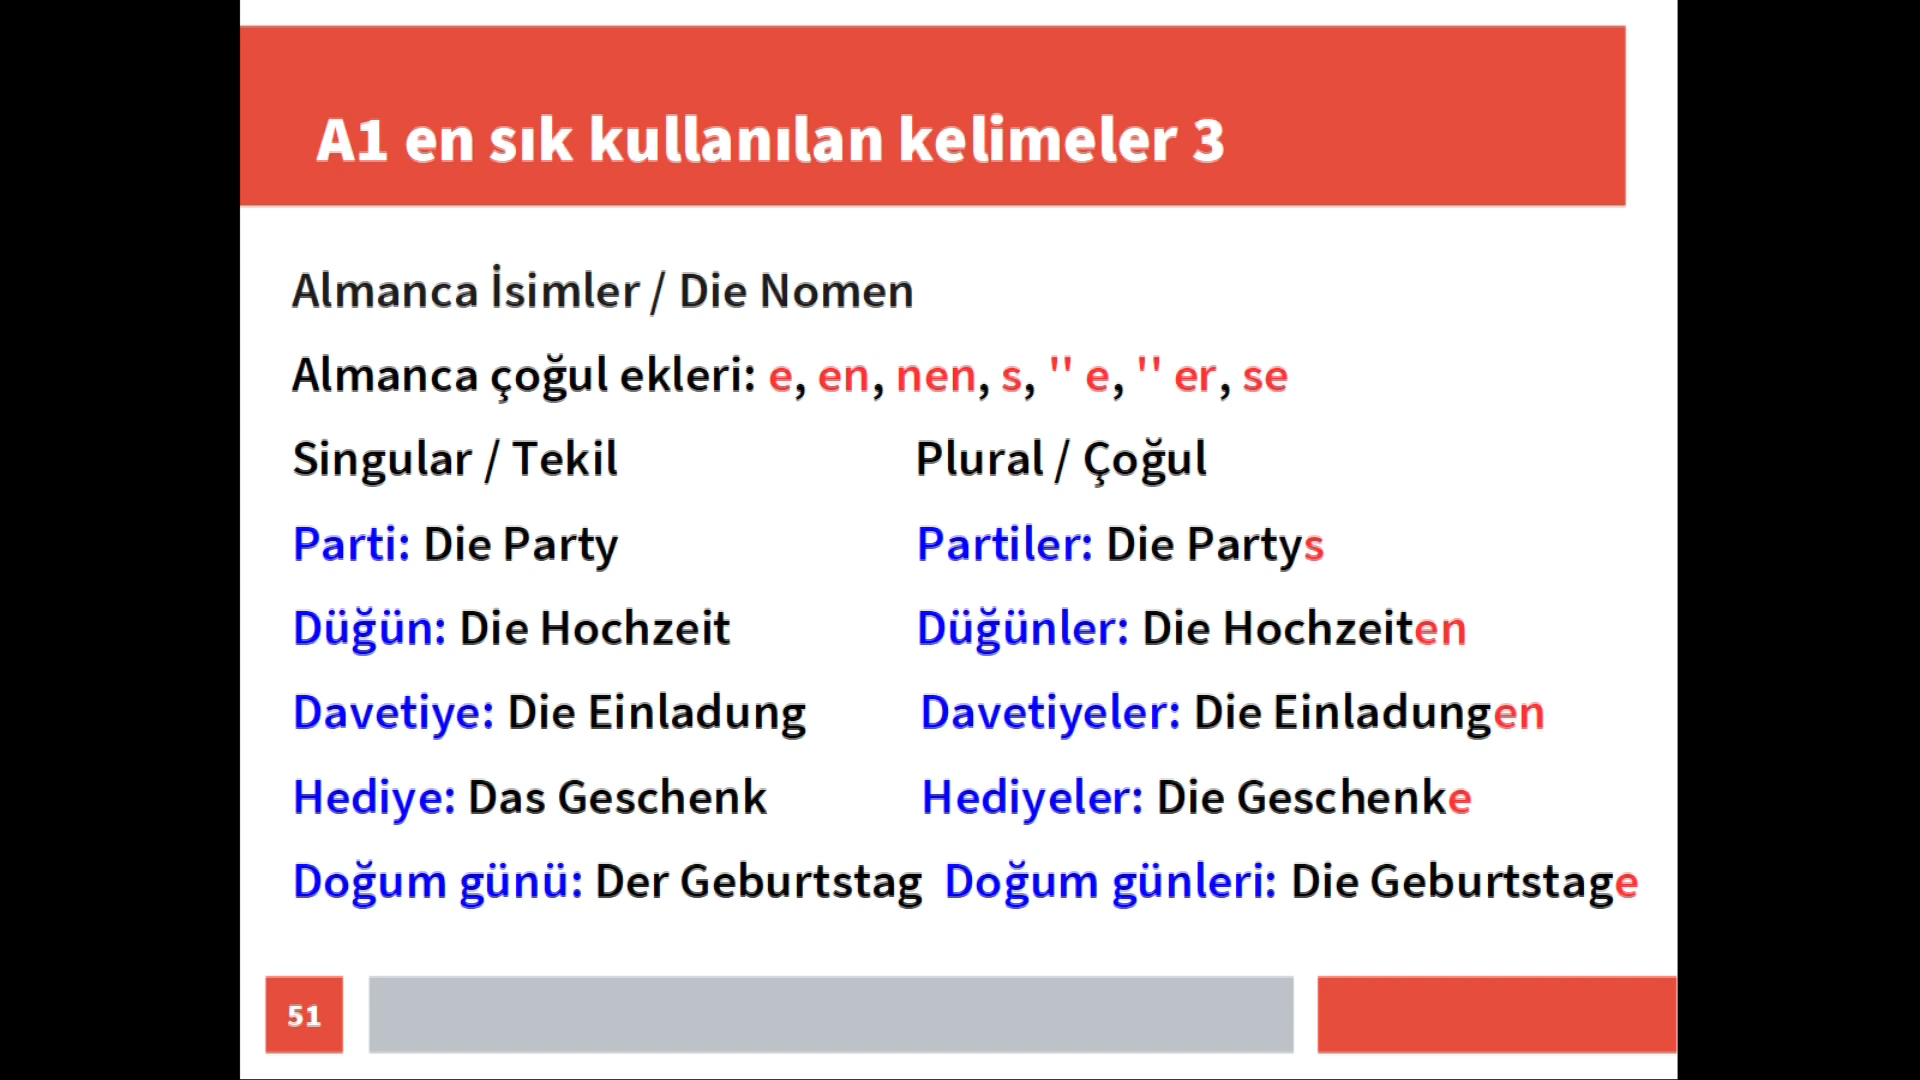 A1 en sık kullanılan kelimeler 3
Almanca İsimler / Die Nomen
Almanca çoğul ekleri: e, en, nen, s, '' e, '' er, se
Singular / Tekil Plural / Çoğul
Parti: Die Party Partiler: Die Partys
Düğün: Die Hochzeit Düğünler: Die Hochzeiten
Davetiye: Die Einladung Davetiyeler: Die Einladungen
Hediye: Das Geschenk Hediyeler: Die Geschenke
Doğum günü: Der Geburtstag Doğum günleri: Die Geburtstage
51